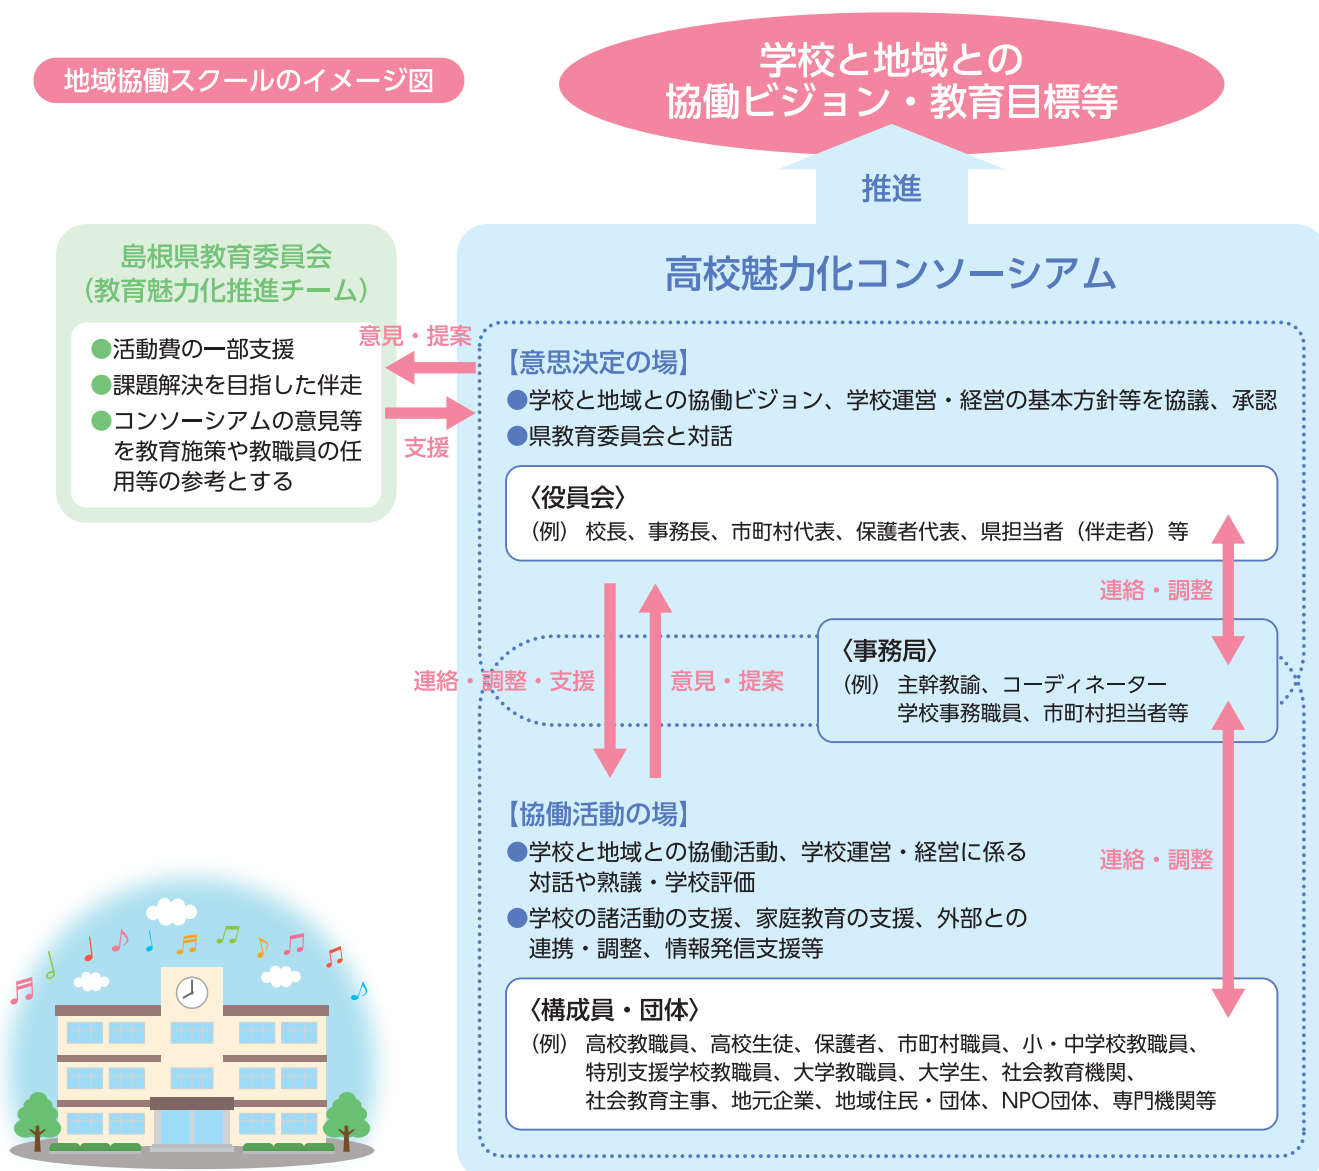 地域協働スクールのイメージ図
学校と地域との
協働ビジョン・教育目標等
推進
島根県教育委員会
（教育魅力化推進チーム）
●活動費の一部支援
●課題解決を目指した伴走
●コンソーシアムの意見等
を教育施策や教職員の任
用等の参考とする
意見・提案
支援
高校魅力化コンソーシアム
【意思決定の場】
●学校と地域との協働ビジョン、学校運営・経営の基本方針等を協議、承認
●県教育委員会と対話
〈役員会〉
（例） 校長、事務長、市町村代表、保護者代表、県担当者（伴走者）等
連絡・調整
〈事務局〉
（例） 主幹教諭、コーディネーター
学校事務職員、市町村担当者等
連絡・調整・支援
意見・提案
【協働活動の場】
●学校と地域との協働活動、学校運営・経営に係る
対話や熟議・学校評価
●学校の諸活動の支援、家庭教育の支援、外部との
連携・調整、情報発信支援等
連絡・調整
〈構成員・団体〉
（例） 高校教職員、高校生徒、保護者、市町村職員、小・中学校教職員、
特別支援学校教職員、大学教職員、大学生、社会教育機関、
社会教育主事、地元企業、地域住民・団体、NPO団体、専門機関等